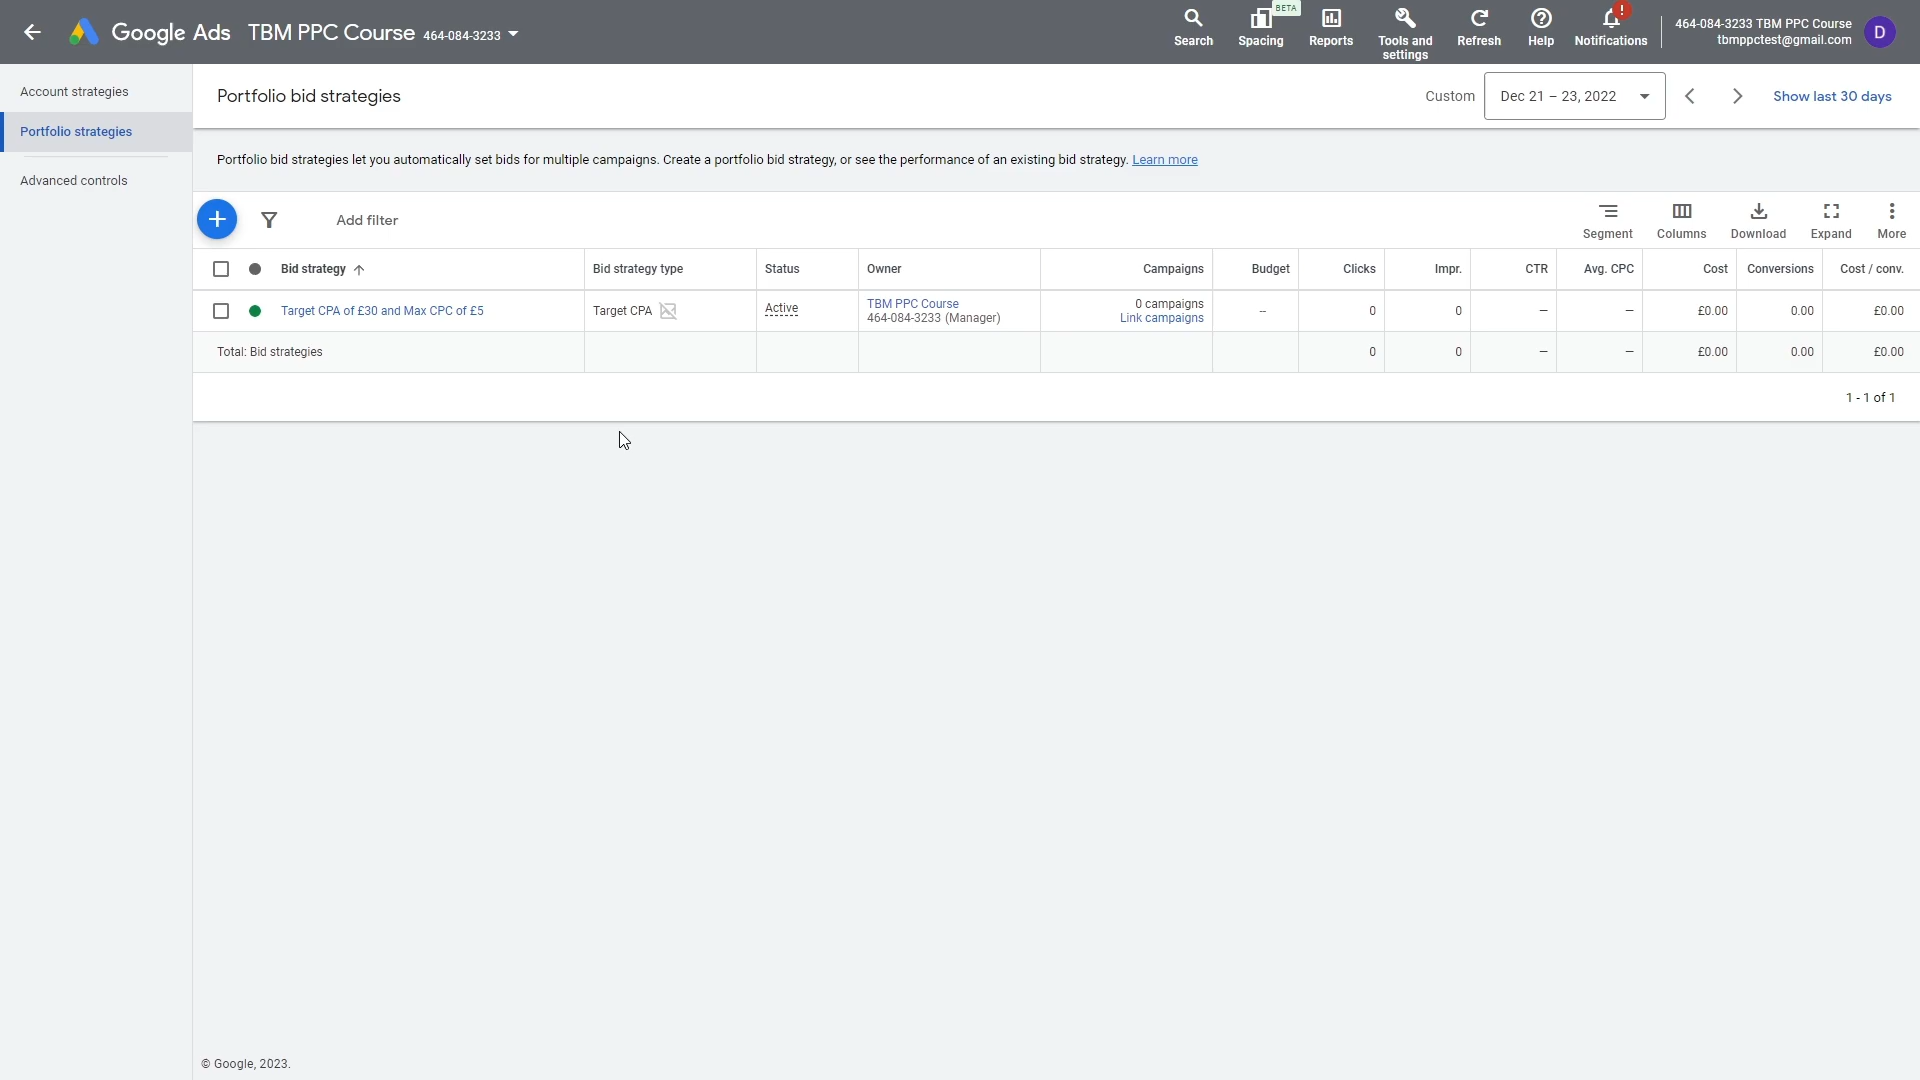 Google Ads TBM PPC Course 464-084-3233
Search
BETA
Spacing
Reports
Tools and
settings
Refresh
Help
!
Notifications
464-084-3233 TBM PPC Course
tbmppctest@gmail.com
D
Account strategies
Portfolio strategies
Advanced controls
Portfolio bid strategies
Custom
Dec 21 – 23, 2022
Show last 30 days
Portfolio bid strategies let you automatically set bids for multiple campaigns. Create a portfolio bid strategy, or see the performance of an existing bid strategy. Learn more
Add filter
Segment
Columns
Download
Expand
More
Bid strategy Bid strategy type Status Owner Campaigns Budget Clicks Impr. CTR Avg. CPC Cost Conversions Cost / conv.
Target CPA of £30 and Max CPC of £5 Target CPA Active TBM PPC Course 0 campaigns -- 0 0 — — £0.00 0.00 £0.00
464-084-3233 (Manager) Link campaigns
Total: Bid strategies 0 0 — — £0.00 0.00 £0.00
1 - 1 of 1
© Google, 2023.